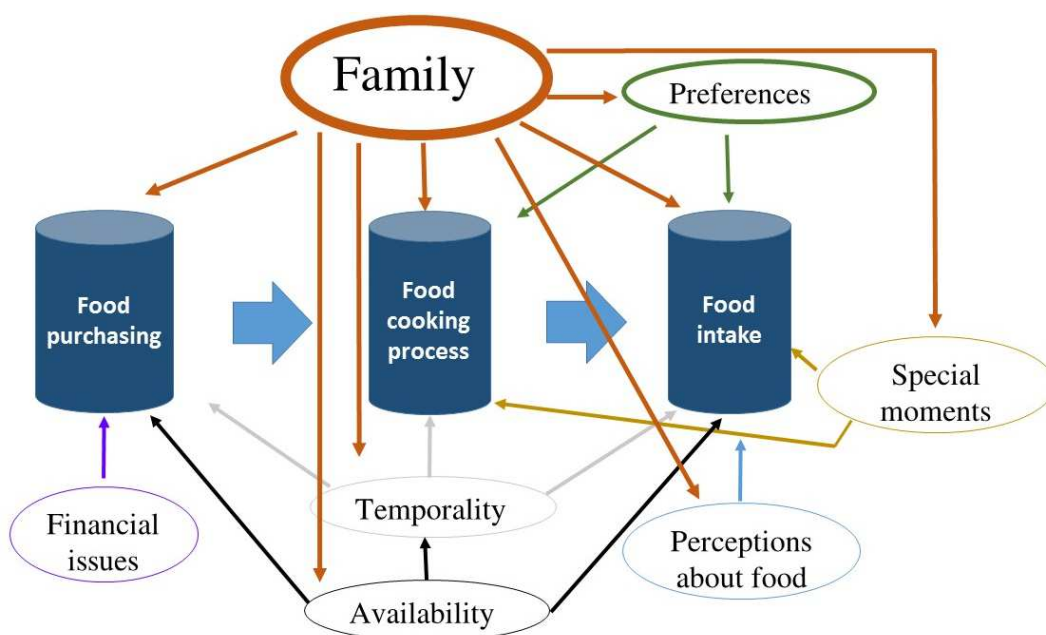 Family
Preferences
Food
purchasing
Food
cooking
process
Food
intake
Special
moments
Temporality
Financial
issues
Perceptions
about food
Availability